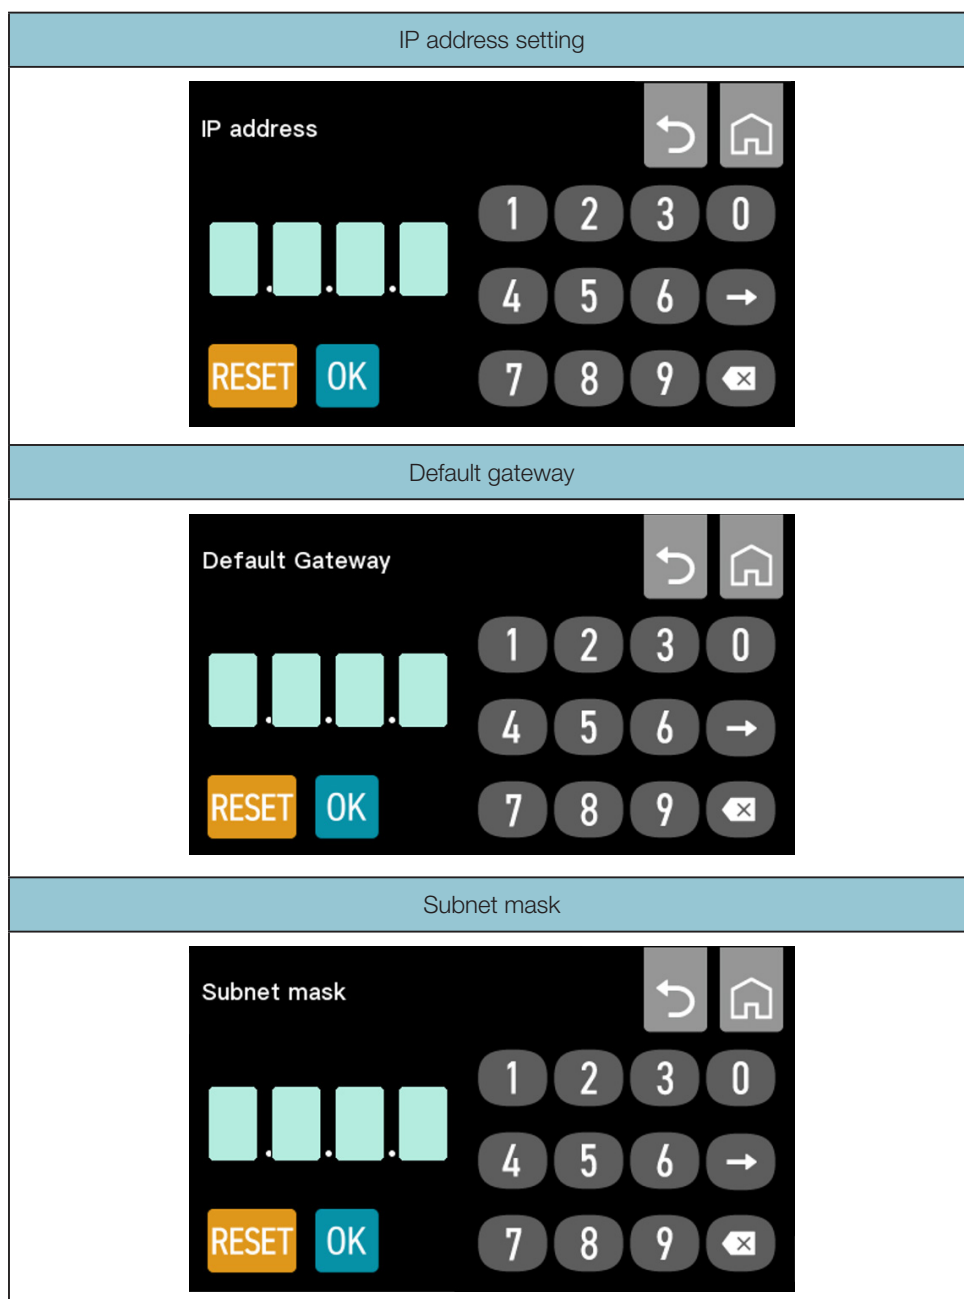 IP address setting
IP address
1 2 3 0
4 5 6 →
RESET OK 7 8 9
Default gateway
Default Gateway
1 2 3 0
4 5 6 →
RESET OK 7 8 9
Subnet mask
Subnet mask
1 2 3 0
4 5 6 →
RESET OK 7 8 9